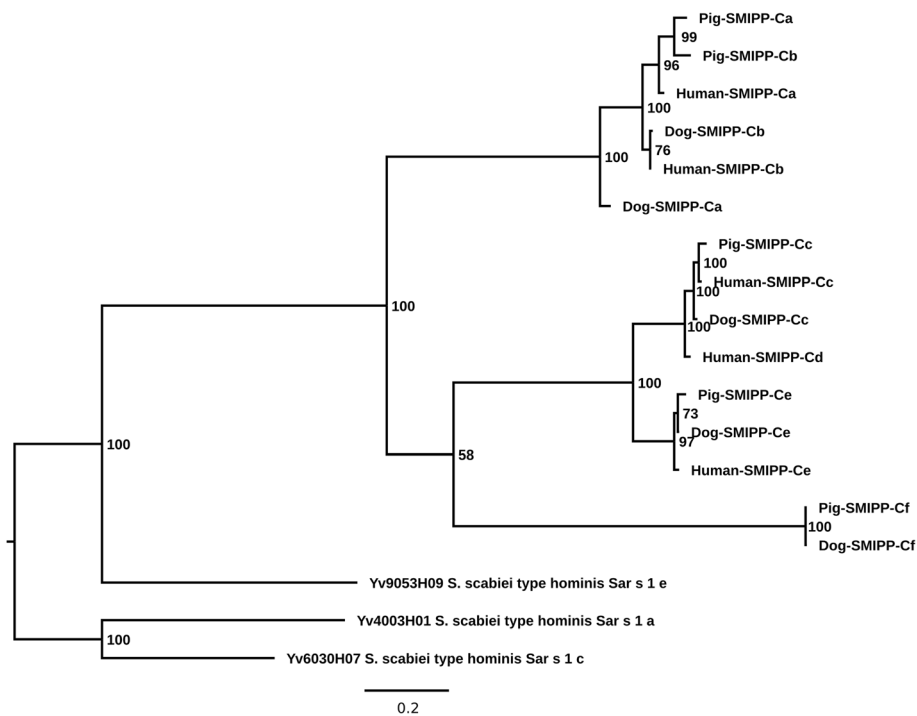 Pig-SMIPP-Ca
99
Pig-SMIPP-Cb
96
Human-SMIPP-Ca
100
Dog-SMIPP-Cb
76
100
Human-SMIPP-Cb
Dog-SMIPP-Ca
Pig-SMIPP-Cc
100
Human-SMIPP-Cc
100
100
Dog-SMIPP-Cc
100
Human-SMIPP-Cd
100
Pig-SMIPP-Ce
73
Dog-SMIPP-Ce
97
100
58
Human-SMIPP-Ce
Pig-SMIPP-Cf
100
Dog-SMIPP-Cf
Yv9053H09 S. scabiei type hominis Sar s 1 e
Yv4003H01 S. scabiei type hominis Sar s 1 a
100
Yv6030H07 S. scabiei type hominis Sar s 1 c
0.2